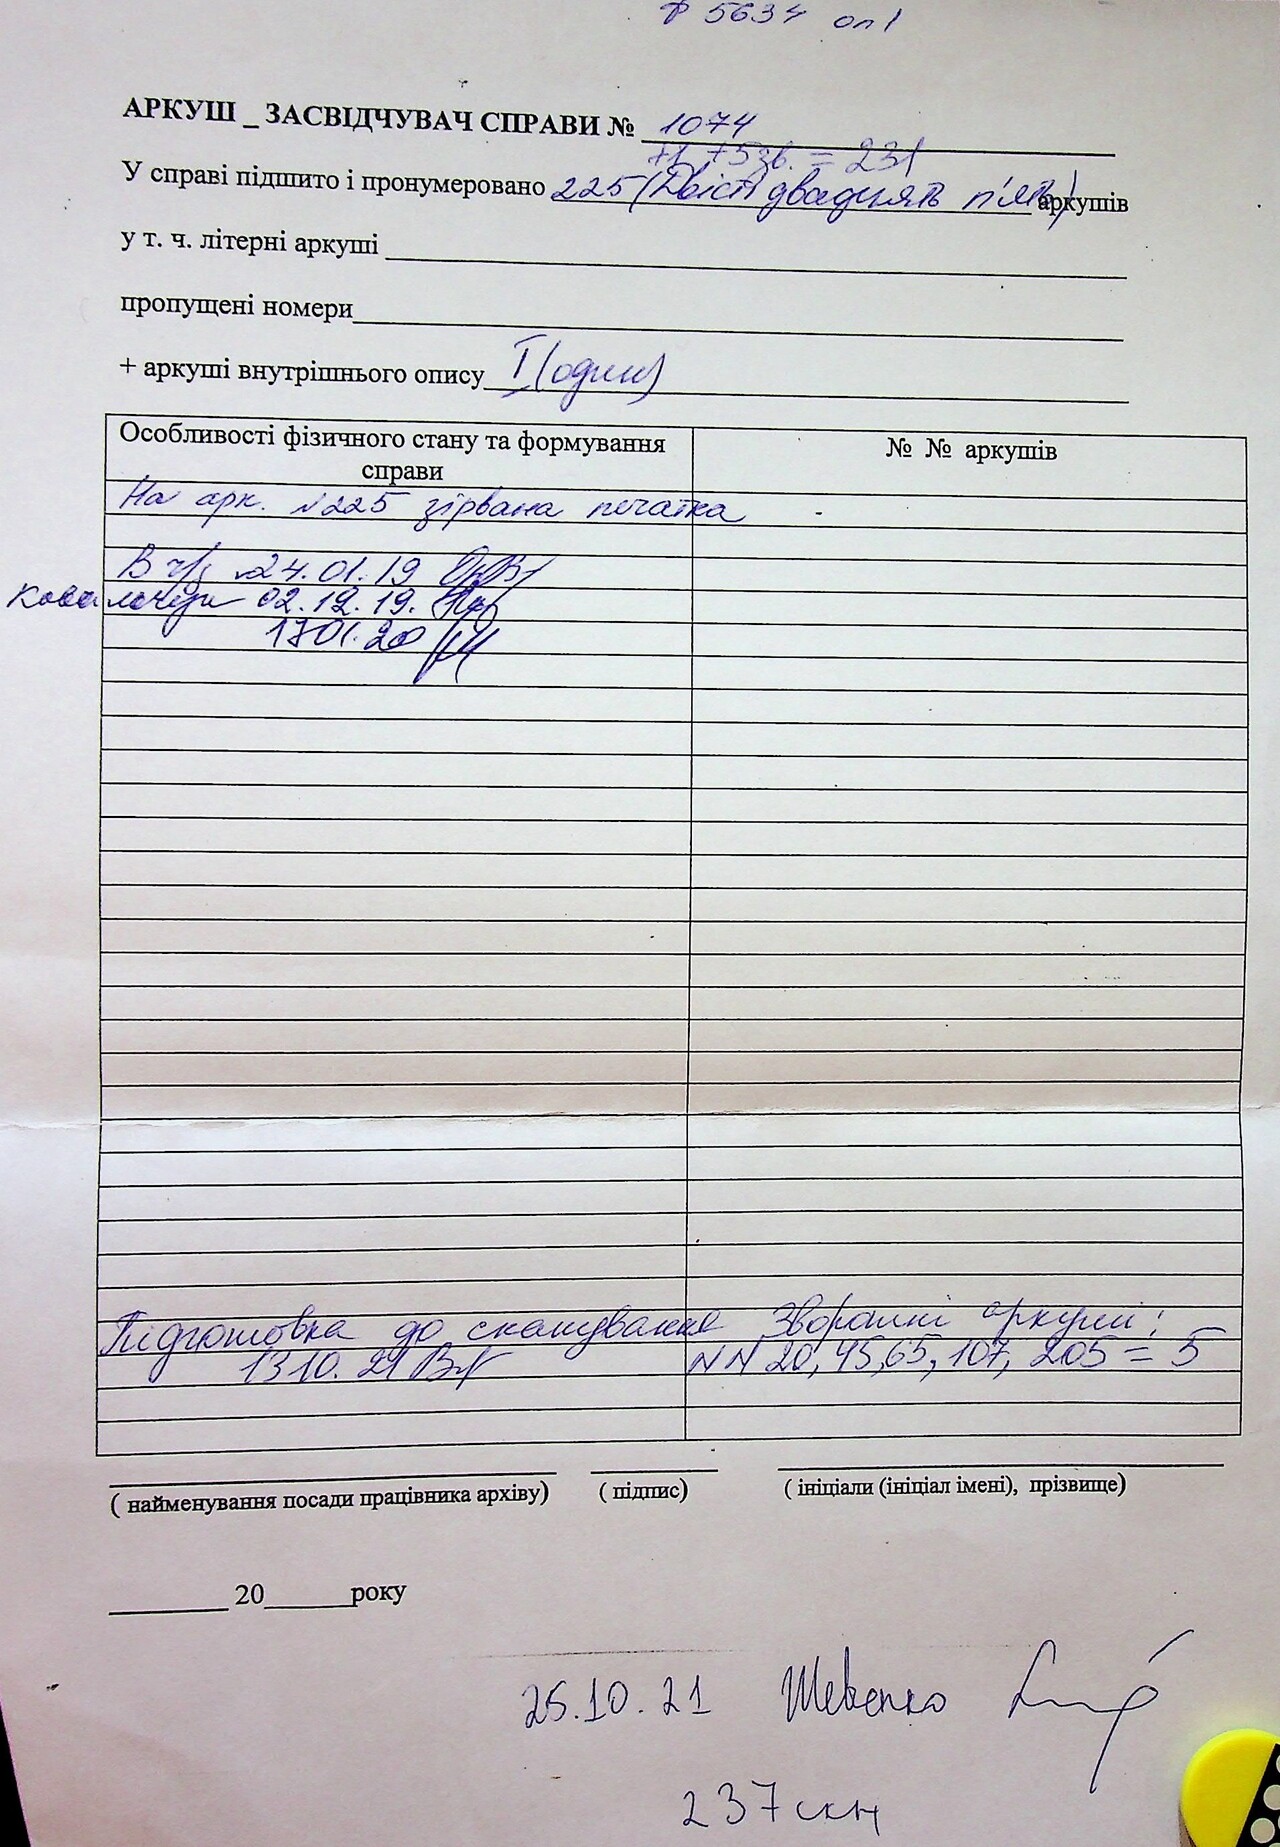 Ф 5634 оп 1
АРКУШ _ ЗАСВІДЧУВАЧ СПРАВИ № 1074
+1 +5зв. = 231
У справі підшито і пронумеровано 225 (Двісті двадцять п'ять) аркушів
у т. ч. літерні аркуші
пропущені номери
+ аркуші внутрішнього опису I (один)
Особливості фізичного стану та формування справи
№ № аркушів
На арк. №225 зірвана печатка -
В ч/з 24.01.19
02.12.19.
17 01.20
Підготовка до сканування Зворотні аркуші:
13 10. 21 NN 20, 45, 65, 107, 205 = 5
( найменування посади працівника архіву) ( підпис) ( ініціали (ініціал імені), прізвище)
20 року
25.10.21 Шевенко
237 скн